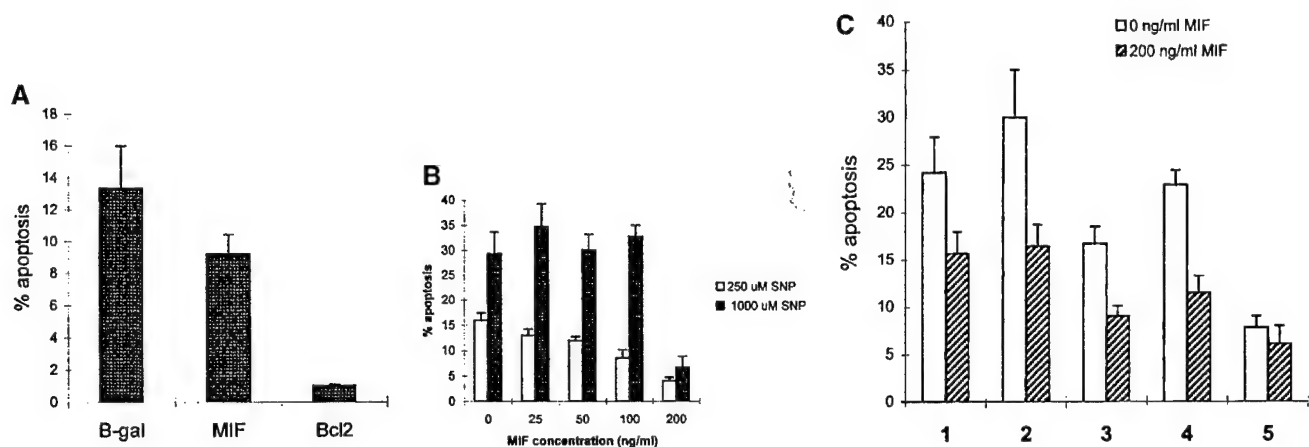 A
% apoptosis
18
16
14
12
10
8
6
4
2
0
B-gal MIF Bcl2
B
% apoptosis
40
35
30
25
20
15
10
5
0
0 25 50 100 200
MIF concentration (ng/ml)
250 uM SNP
1000 uM SNP
C
% apoptosis
40
35
30
25
20
15
10
5
0
0 ng/ml MIF
200 ng/ml MIF
1 2 3 4 5